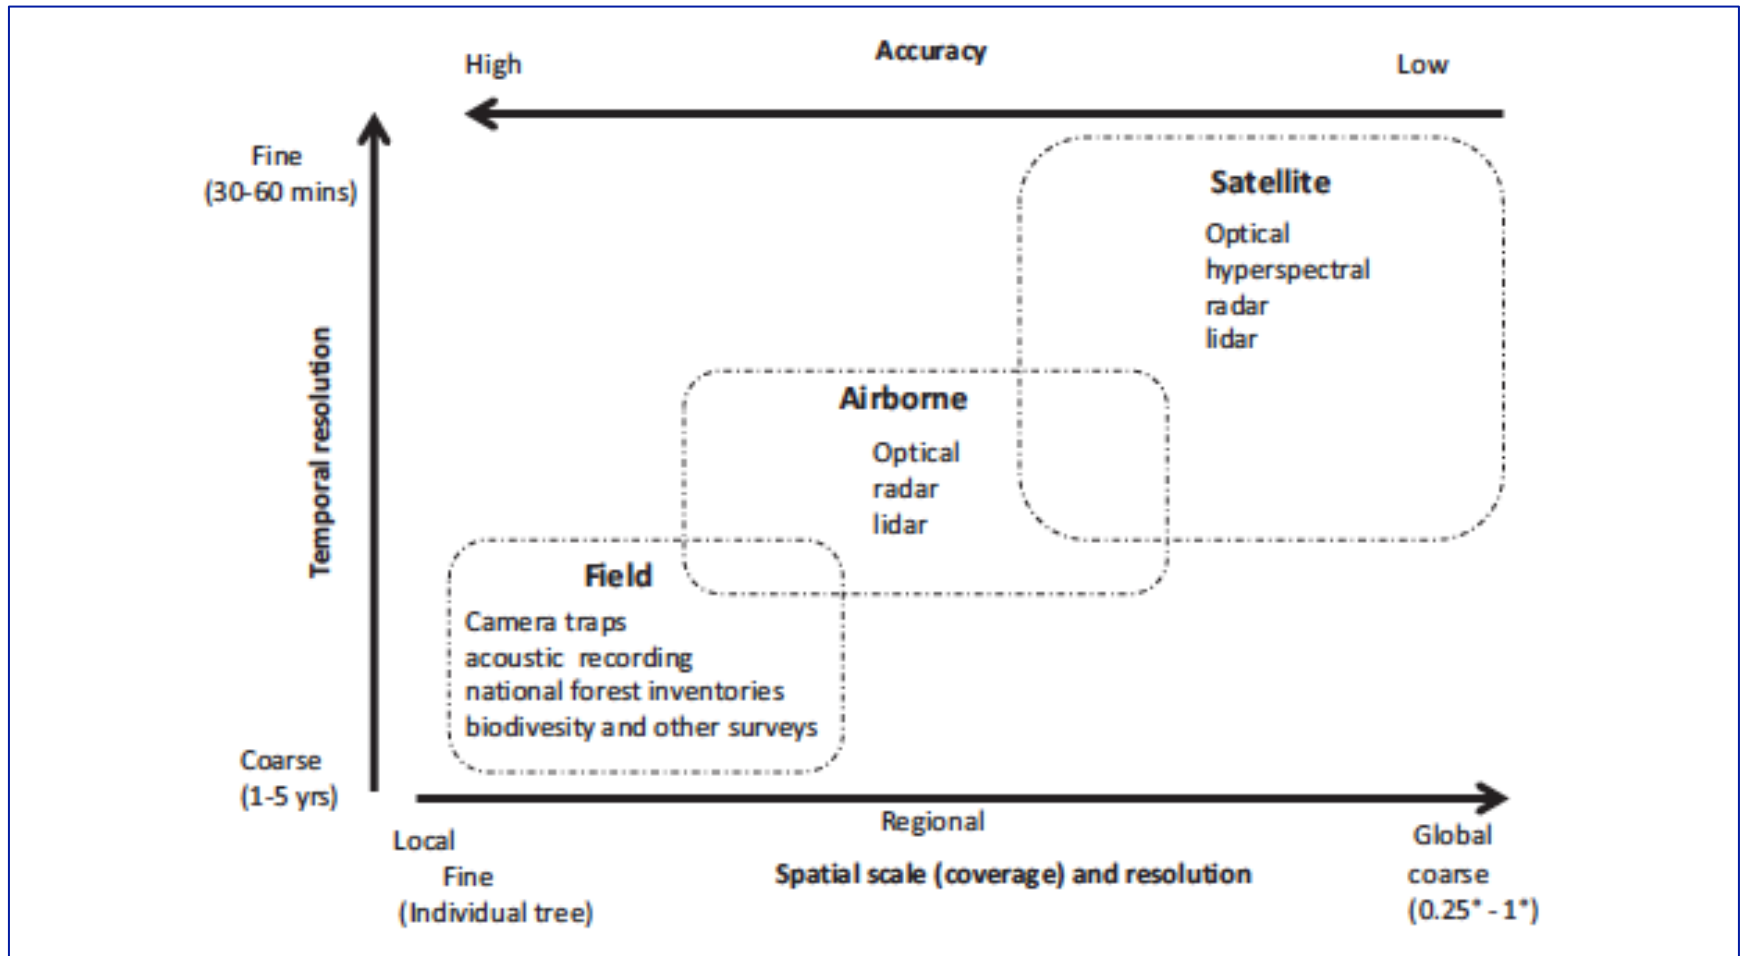 Accuracy
High
Low
Fine
(30-60 mins)
Temporal resolution
Coarse
(1-5 yrs)
Satellite
Optical
hyperspectral
radar
lidar
Airborne
Optical
radar
lidar
Field
Camera traps
acoustic recording
national forest inventories
biodivesity and other surveys
Local
Fine
(Individual tree)
Regional
Spatial scale (coverage) and resolution
Global
coarse
(0.25° - 1°)